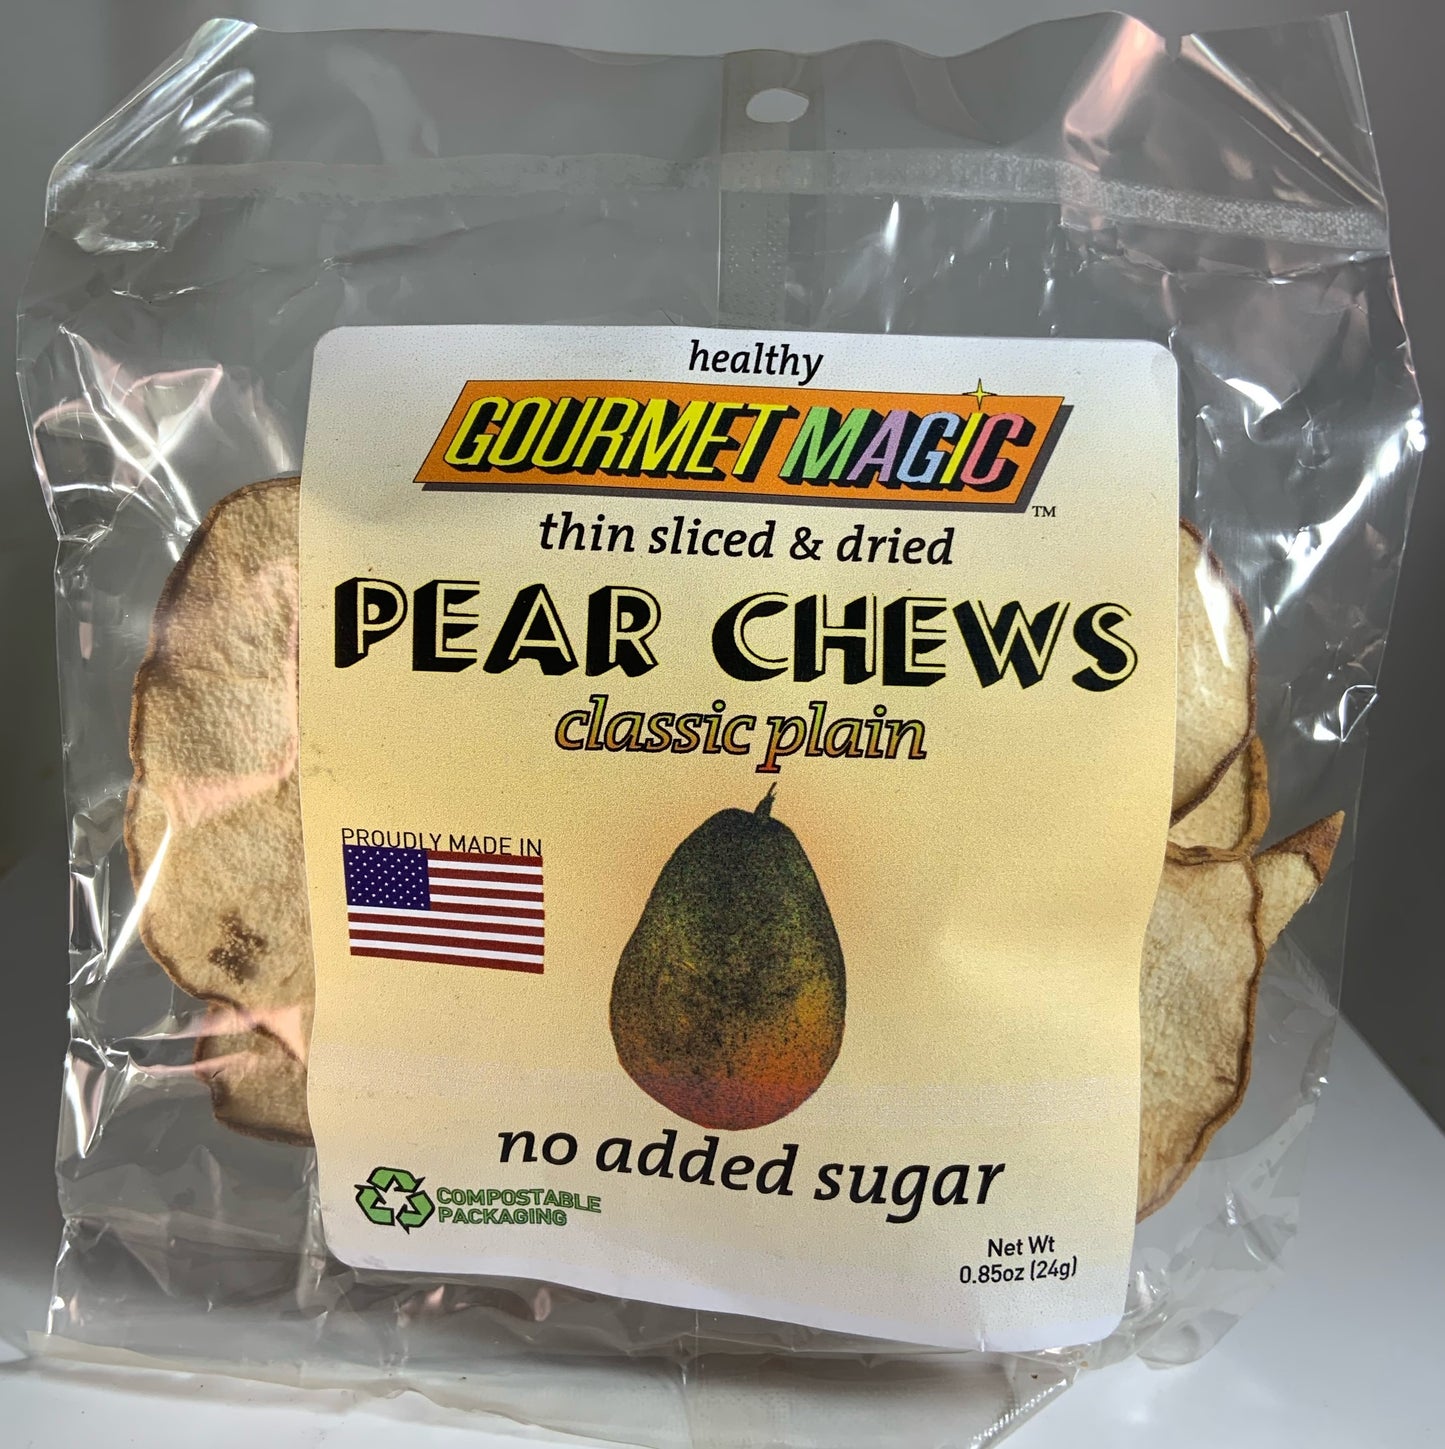 healthy
GOURMET MAGIC
TM
thin sliced & dried
PEAR CHEWS
classic plain
PROUDLY MADE IN
no added sugar
COMPOSTABLE
PACKAGING
Net Wt
0.85oz (24g)